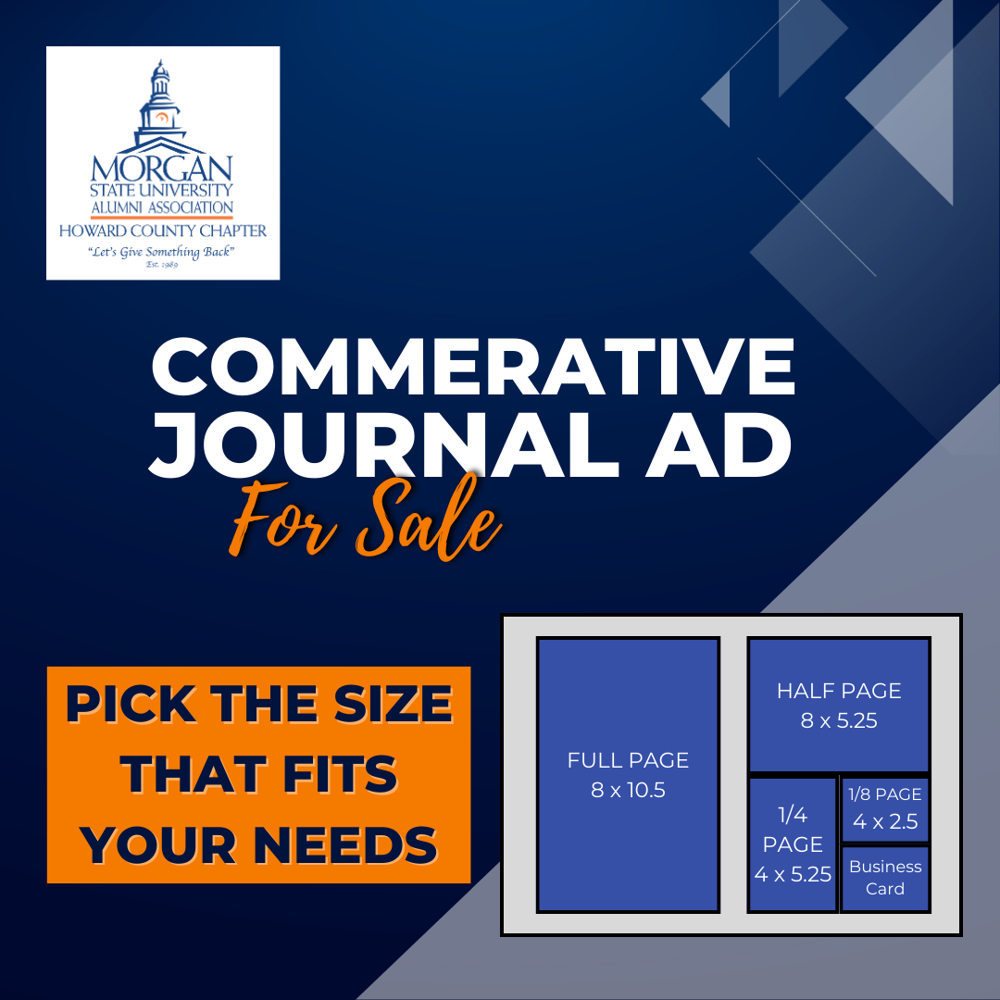 MORGAN
STATE UNIVERSITY
ALUMNI ASSOCIATION
HOWARD COUNTY CHAPTER
"Let's Give Something Back"
Est. 1989
COMMERATIVE
JOURNAL AD
For Sale
PICK THE SIZE
THAT FITS
YOUR NEEDS
FULL PAGE
8 x 10.5
HALF PAGE
8 x 5.25
1/4
PAGE
4 x 5.25
1/8 PAGE
4 x 2.5
Business
Card